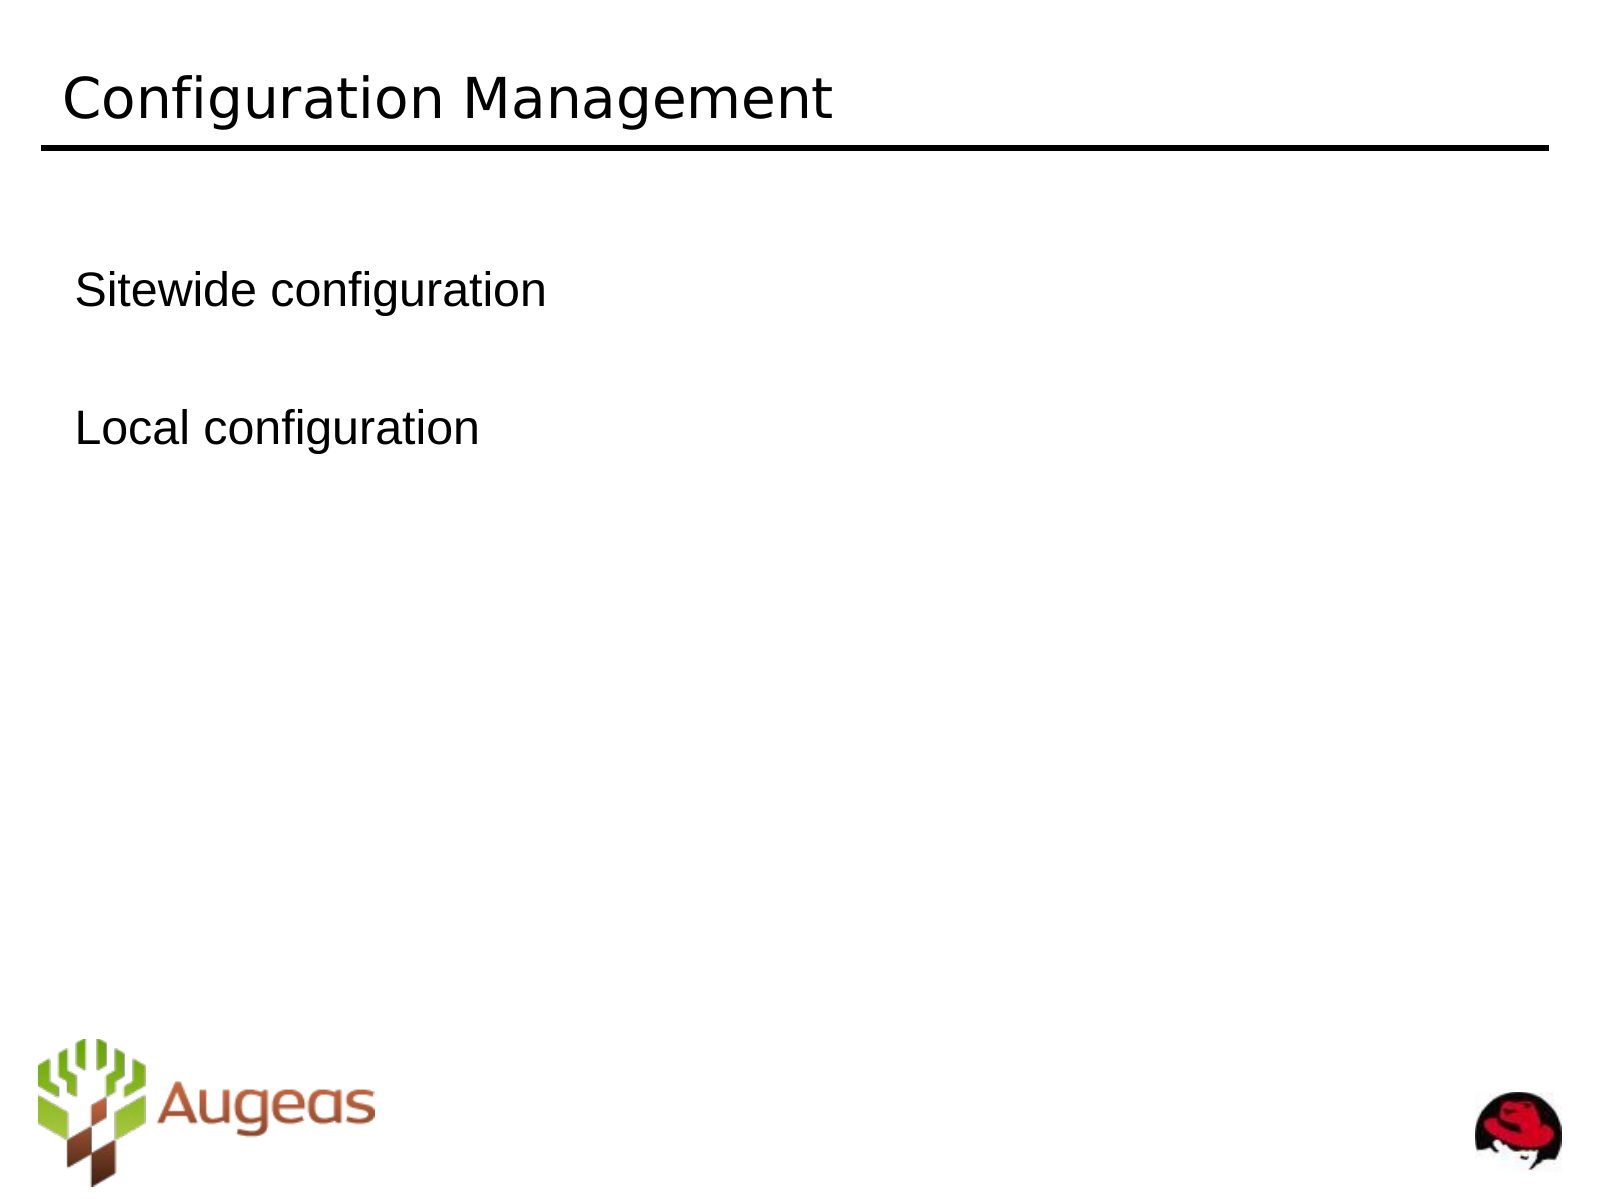 Configuration Management
Sitewide configuration
Local configuration
Augeas